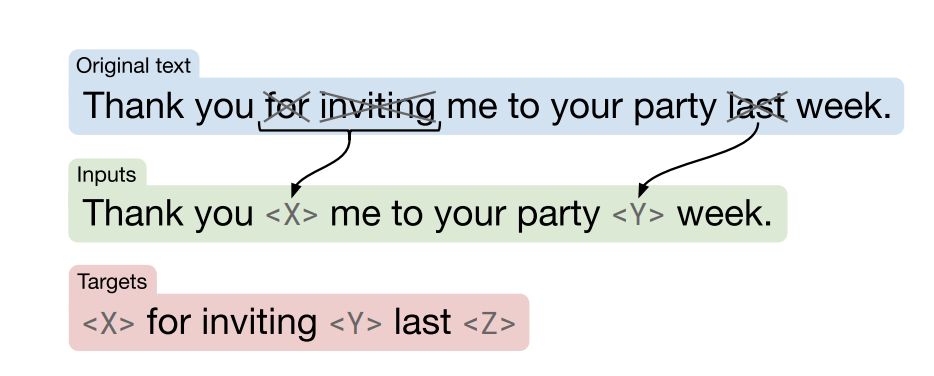 Original text
Thank you for inviting me to your party last week.
Inputs
Thank you <X> me to your party <Y> week.
Targets
<X> for inviting <Y> last <Z>